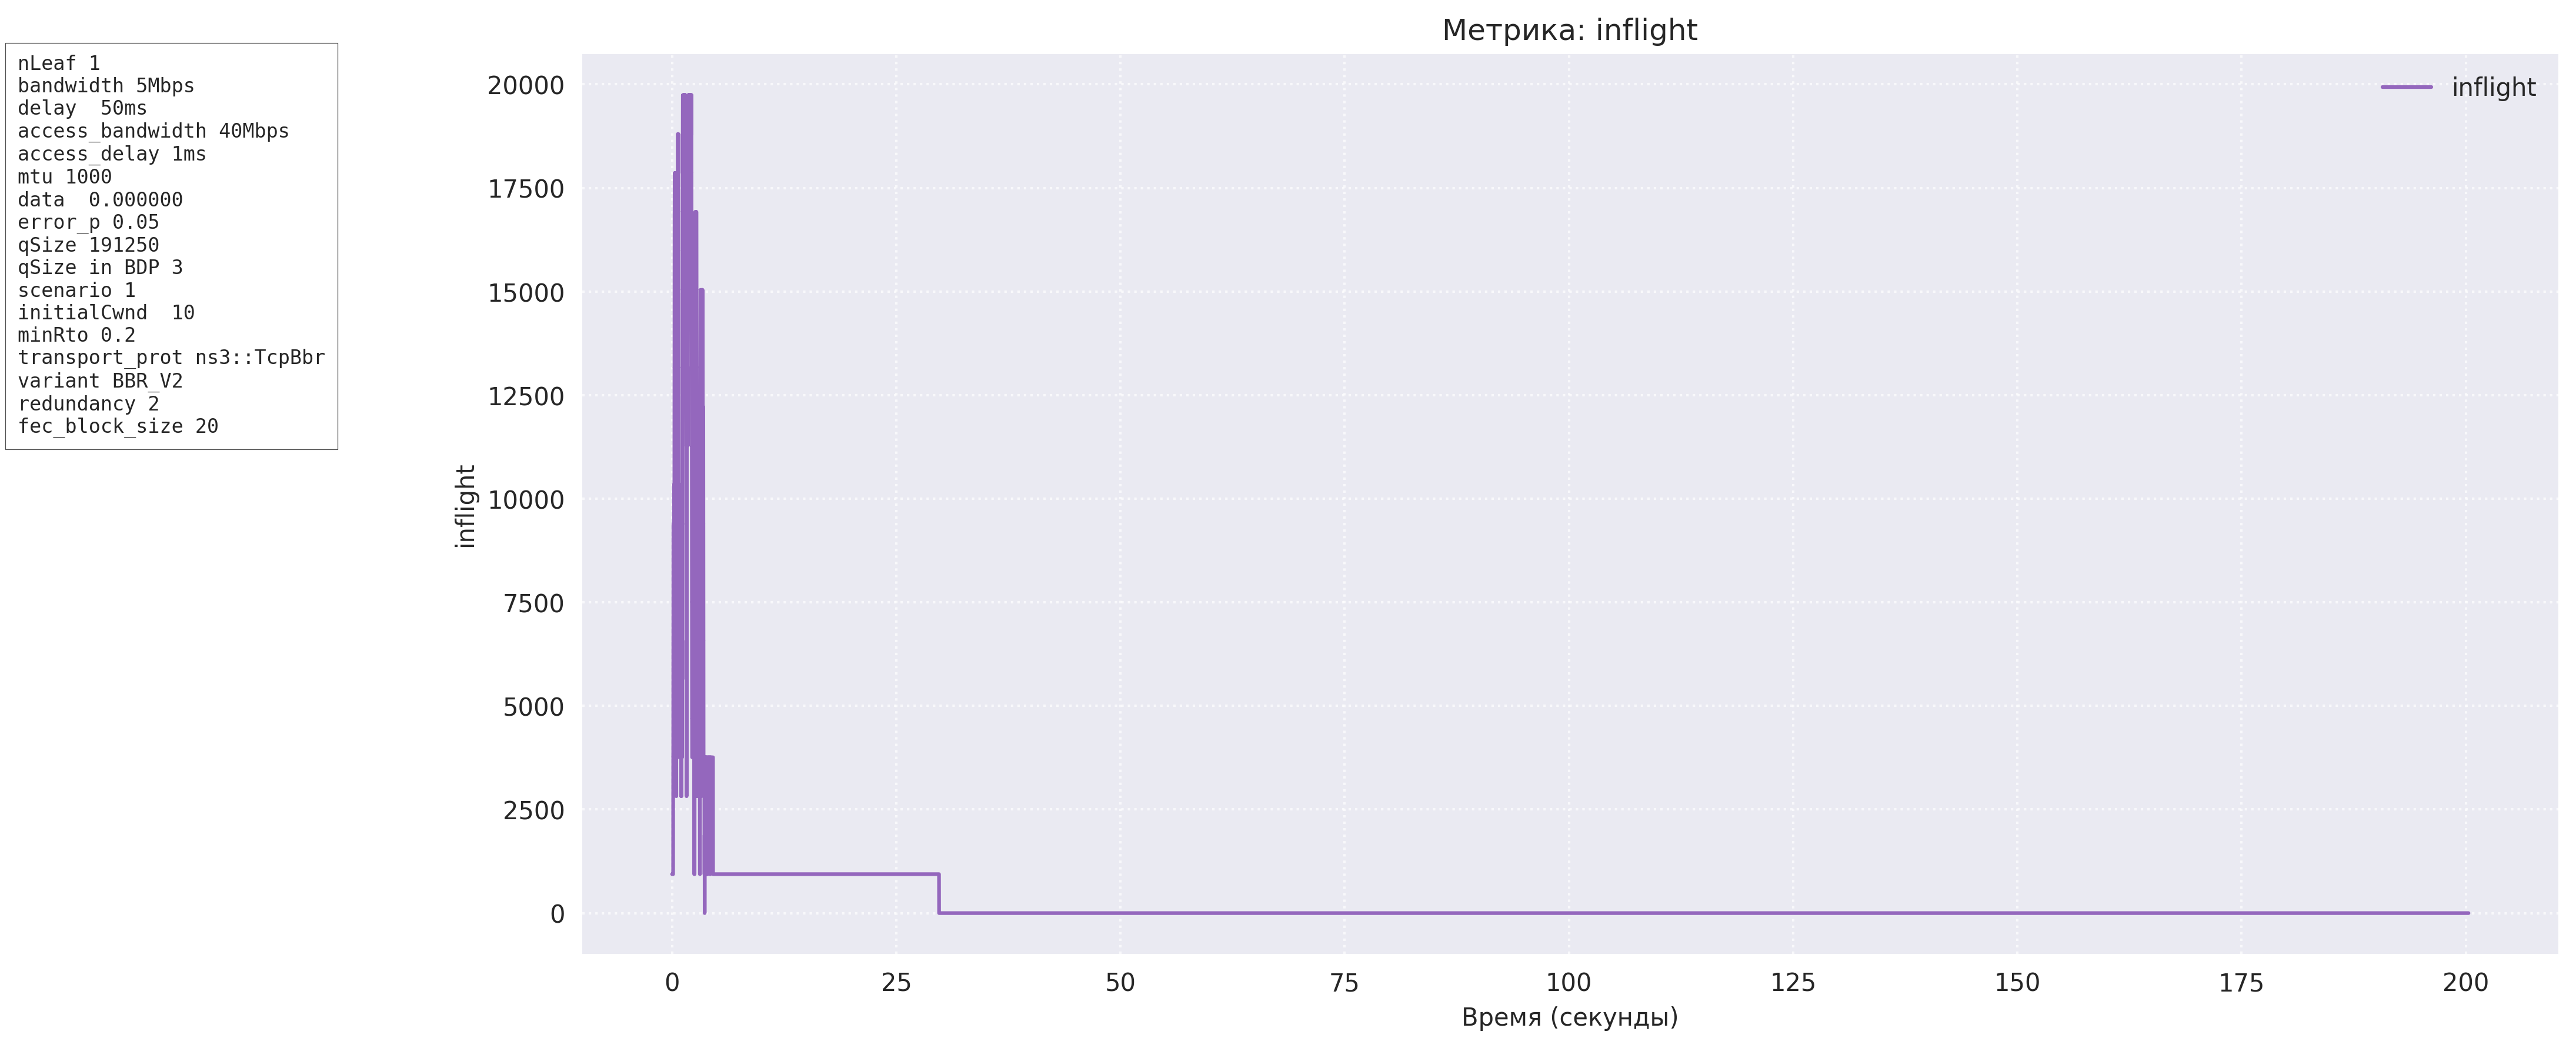 Метрика: inflight
nLeaf 1
bandwidth 5Mbps
delay  50ms
access_bandwidth 40Mbps
access_delay 1ms
mtu 1000
data  0.000000
error_p 0.05
qSize 191250
qSize in BDP 3
scenario 1
initialCwnd  10
minRto 0.2
transport_prot ns3::TcpBbr
variant BBR_V2
redundancy 2
fec_block_size 20
inflight
20000
17500
15000
12500
10000
7500
5000
2500
0
inflight
0 25 50 75 100 125 150 175 200
Время (секунды)